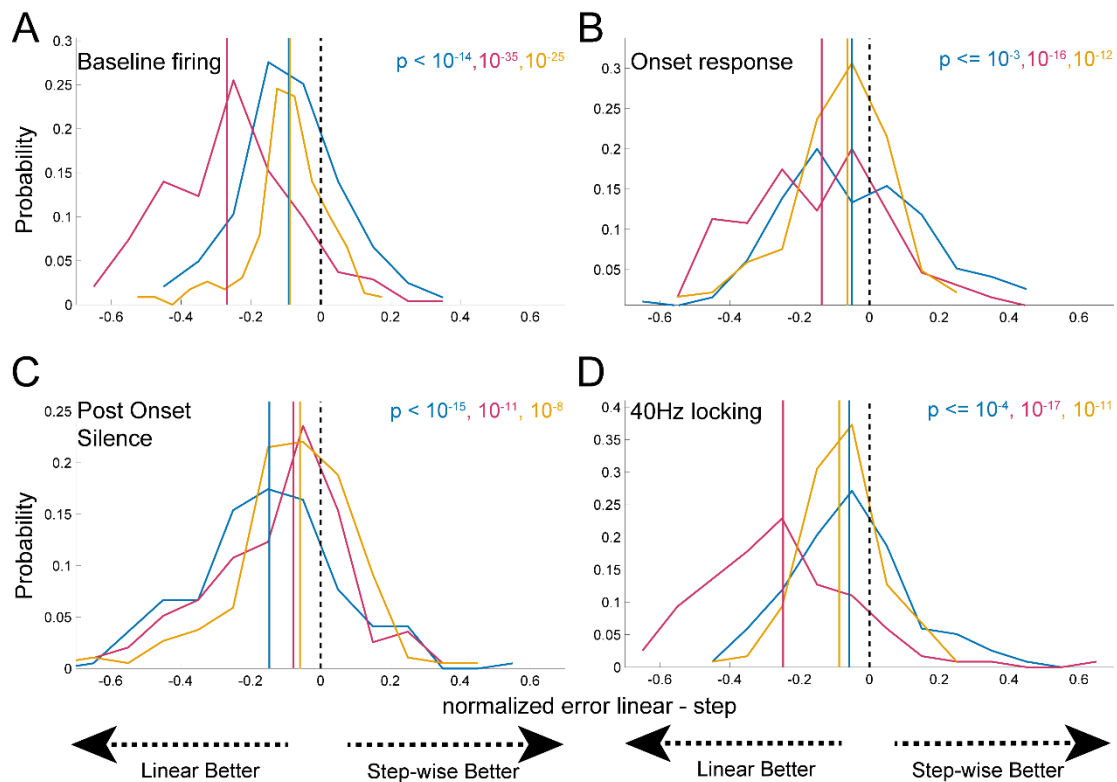 A
Baseline firing
p < 10⁻¹⁴,10⁻³⁵,10⁻²⁵
Probability
0.3
0.25
0.2
0.15
0.1
0.05
0
-0.6 -0.4 -0.2 0 0.2 0.4 0.6
B
Onset response
p <= 10⁻³,10⁻¹⁶,10⁻¹²
0.3
0.25
0.2
0.15
0.1
0.05
-0.6 -0.4 -0.2 0 0.2 0.4 0.6
C
Post Onset
Silence
p < 10⁻¹⁵, 10⁻¹¹, 10⁻⁸
Probability
0.25
0.2
0.15
0.1
0.05
0
-0.6 -0.4 -0.2 0 0.2 0.4 0.6
D
40Hz locking
p <= 10⁻⁴, 10⁻¹⁷, 10⁻¹¹
0.4
0.35
0.3
0.25
0.2
0.15
0.1
0.05
0
-0.6 -0.4 -0.2 0 0.2 0.4 0.6
normalized error linear - step
Linear Better Step-wise Better
Linear Better Step-wise Better